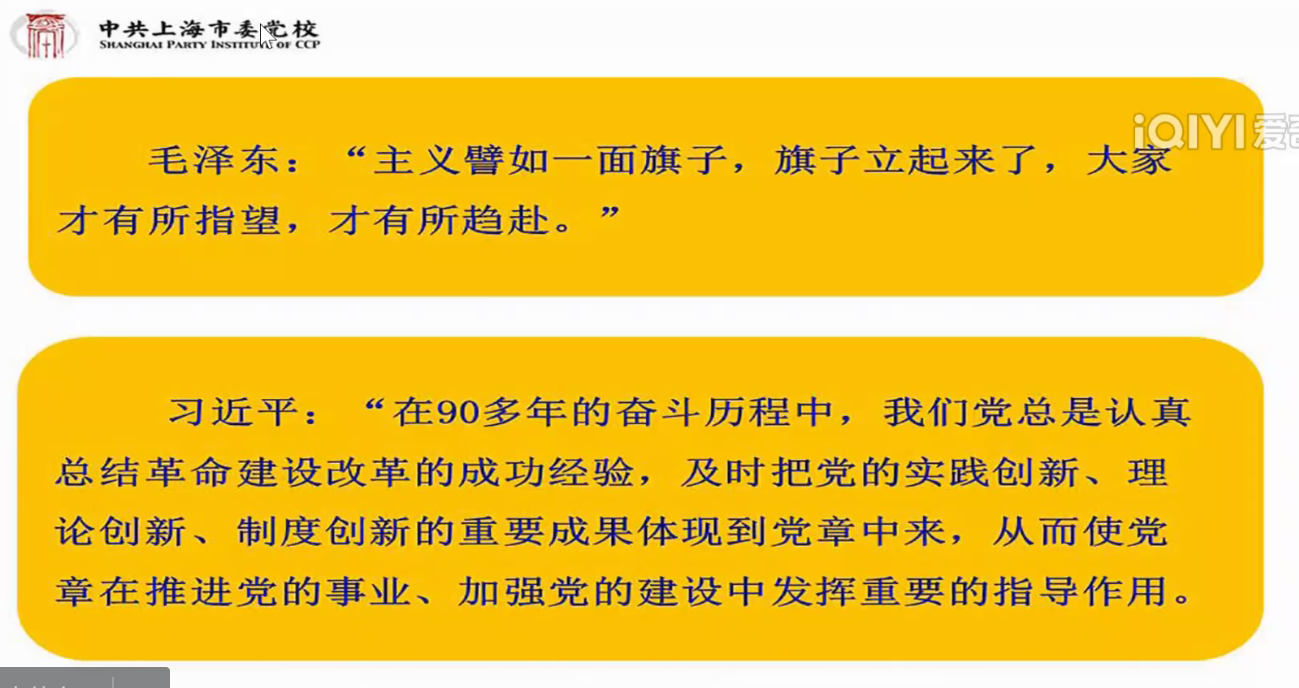 中共上海市委党校
SHANGHAI PARTY INSTITUTE OF CCP
iQIYI 爱奇
毛泽东：“主义譬如一面旗子，旗子立起来了，大家
才有所指望，才有所趋赴。”
习近平：“在90多年的奋斗历程中，我们党总是认真
总结革命建设改革的成功经验，及时把党的实践创新、理
论创新、制度创新的重要成果体现到党章中来，从而使党
章在推进党的事业、加强党的建设中发挥重要的指导作用。